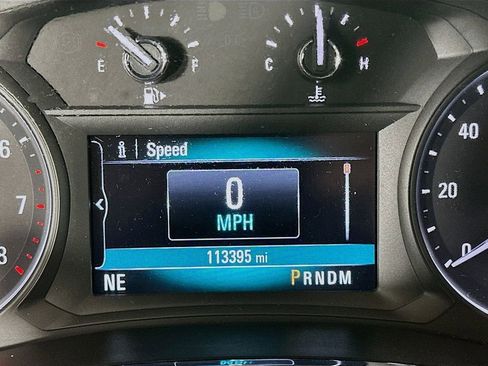 E F C H
i Speed
6
40
0
7
MPH
20
8
113395 mi
0
NE PRNDM